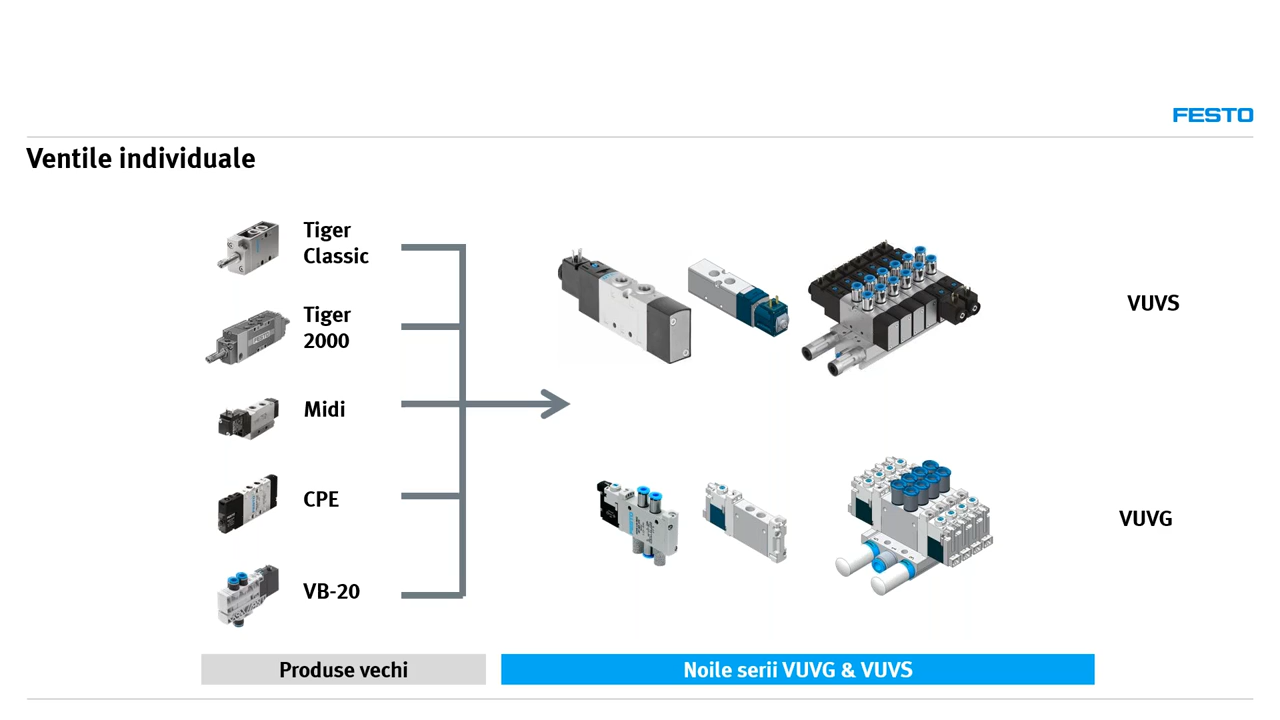 FESTO
Ventile individuale
Tiger
Classic
Tiger
2000
Midi
CPE
VB-20
VUVS
VUVG
Produse vechi
Noile serii VUVG & VUVS